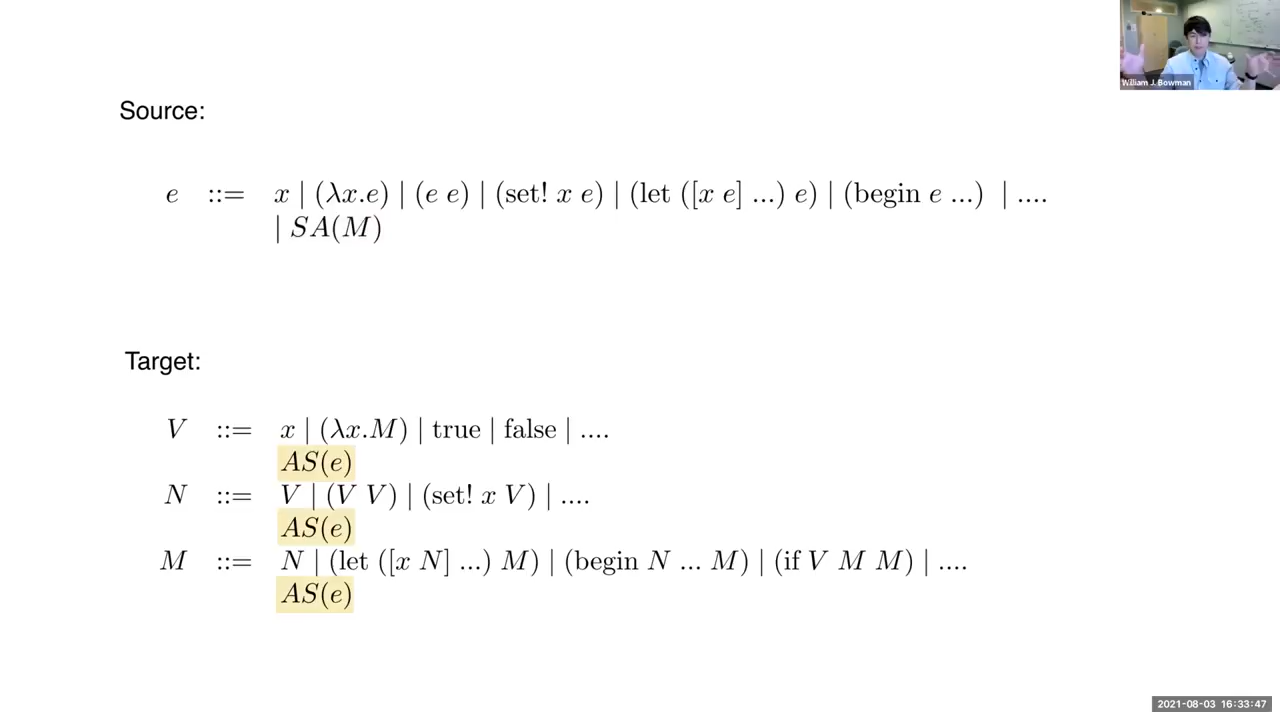 William J. Bowman
Source:
e ::= x | (λx.e) | (e e) | (set! x e) | (let ([x e] ...) e) | (begin e ...) | ....
| SA(M)
Target:
V ::= x | (λx.M) | true | false | ....
AS(e)
N ::= V | (V V) | (set! x V) | ....
AS(e)
M ::= N | (let ([x N] ...) M) | (begin N ... M) | (if V M M) | ....
AS(e)
2021-08-03 16:33:47